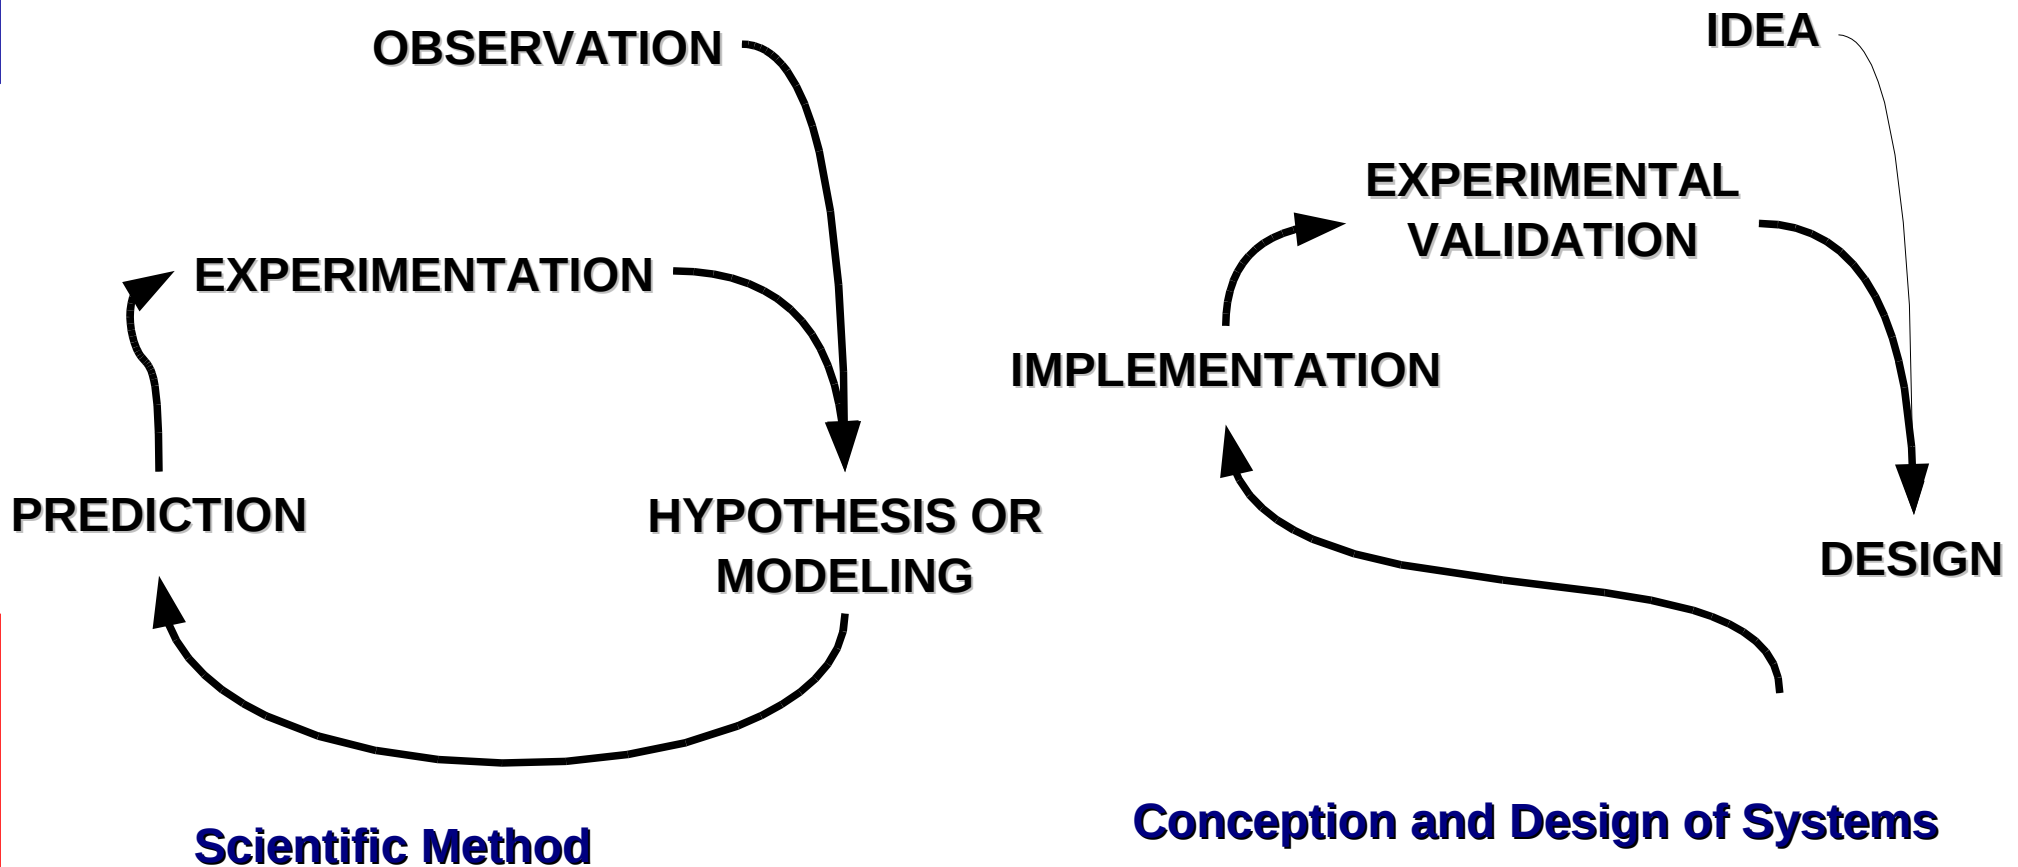 OBSERVATION
EXPERIMENTATION
PREDICTION
HYPOTHESIS OR
MODELING
Scientific Method
IDEA
EXPERIMENTAL
VALIDATION
IMPLEMENTATION
DESIGN
Conception and Design of Systems